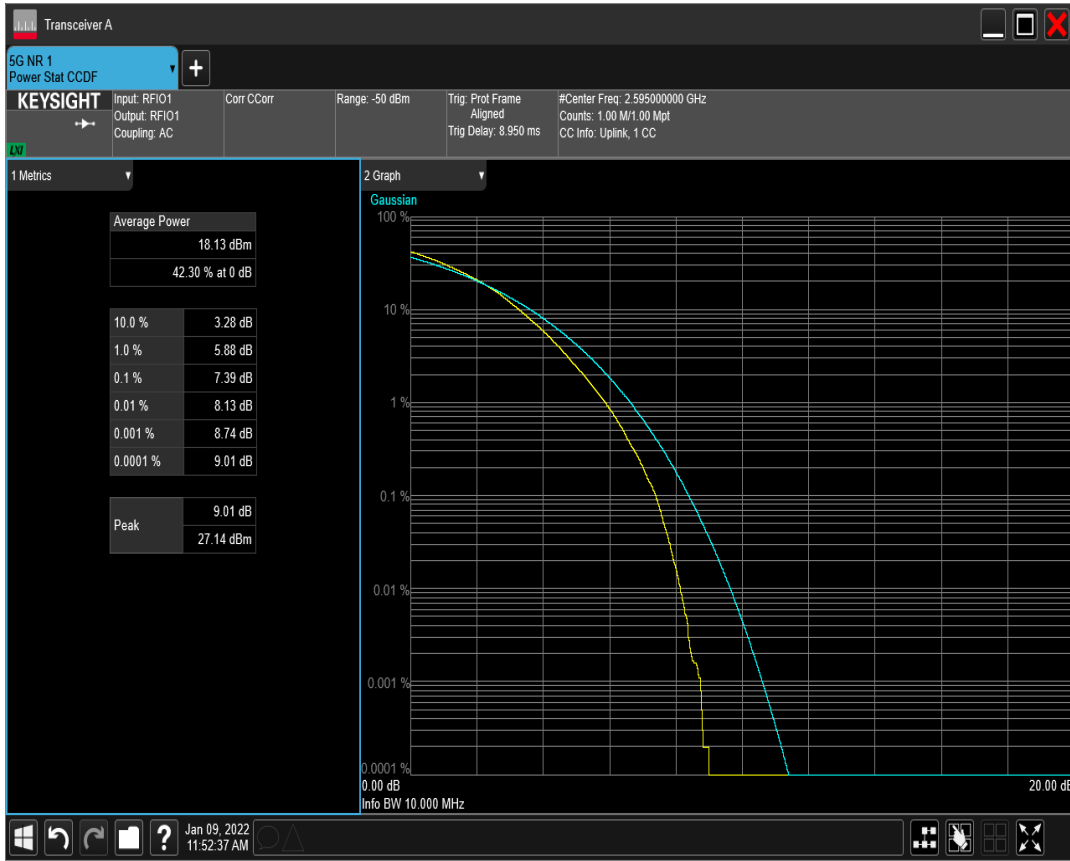 Transceiver A
5G NR 1
Power Stat CCDF
+
KEYSIGHT
LXI
Input: RFIO1
Output: RFIO1
Coupling: AC
Corr CCorr
Range: -50 dBm
Trig: Prot Frame
Aligned
Trig Delay: 8.950 ms
#Center Freq: 2.595000000 GHz
Counts: 1.00 M/1.00 Mpt
CC Info: Uplink, 1 CC
1 Metrics
Average Power
18.13 dBm
42.30 % at 0 dB
10.0 % 3.28 dB
1.0 % 5.88 dB
0.1 % 7.39 dB
0.01 % 8.13 dB
0.001 % 8.74 dB
0.0001 % 9.01 dB
Peak 9.01 dB
27.14 dBm
2 Graph
Gaussian
100 %
10 %
1 %
0.1 %
0.01 %
0.001 %
0.0001 %
0.00 dB 20.00 dB
Info BW 10.000 MHz
? Jan 09, 2022
11:52:37 AM